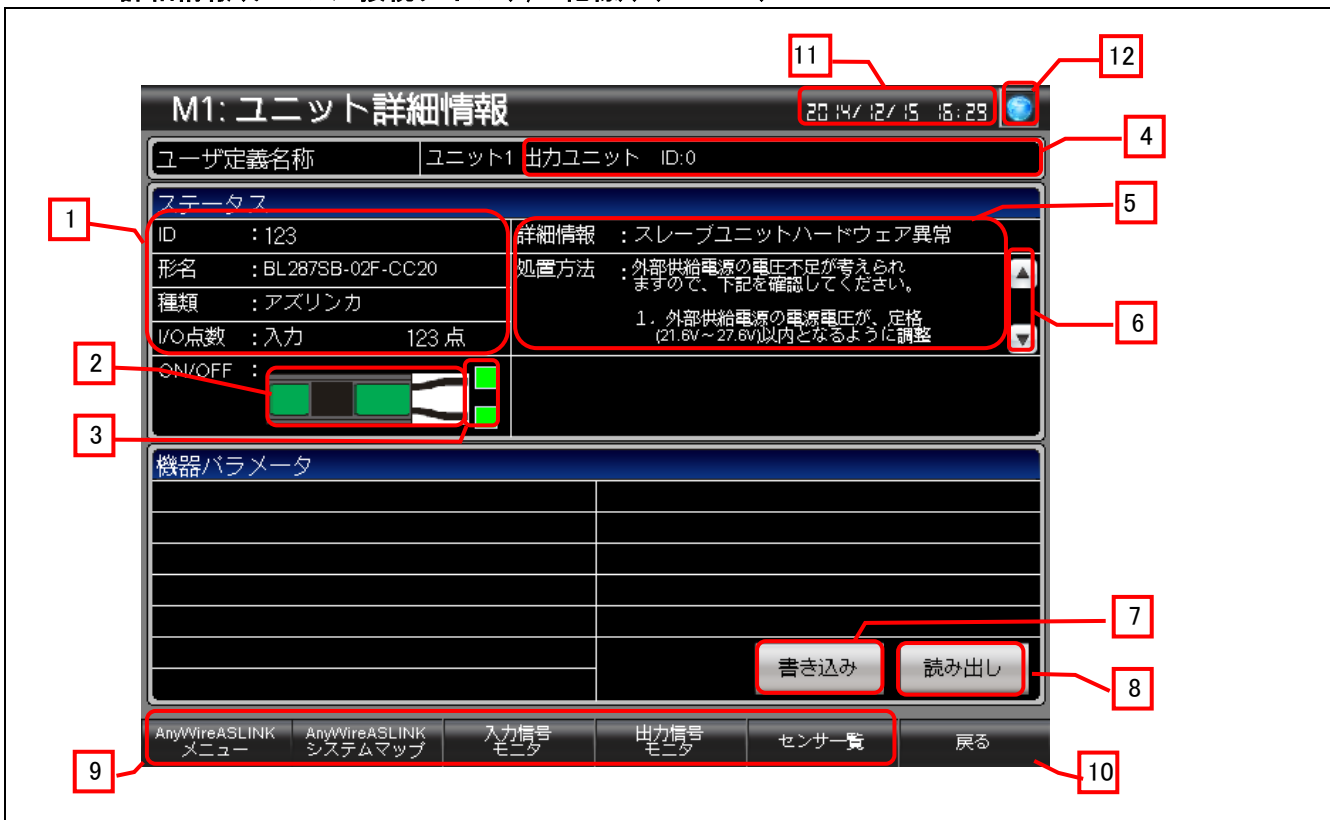 11
12
M1: ユニット詳細情報
2014/12/15 16:29
ユーザ定義名称
ユニット1 出力ユニット ID:0
4
ステータス
5
1
ID :123
詳細情報 :スレーブユニットハードウェア異常
形名 :BL287SB-02F-CC20
処置方法 :外部供給電源の電圧不足が考えられ
ますので、下記を確認してください。
種類 :アズリンカ
1. 外部供給電源の電源電圧が、定格
(21.6V~27.6V)以内となるように調整
6
I/O点数 :入力 123 点
2
ON/OFF :
3
機器パラメータ
7
書き込み
読み出し
8
AnyWireASLINK
メニュー
AnyWireASLINK
システムマップ
入力信号
モニタ
出力信号
モニタ
センサ一覧
戻る
9
10